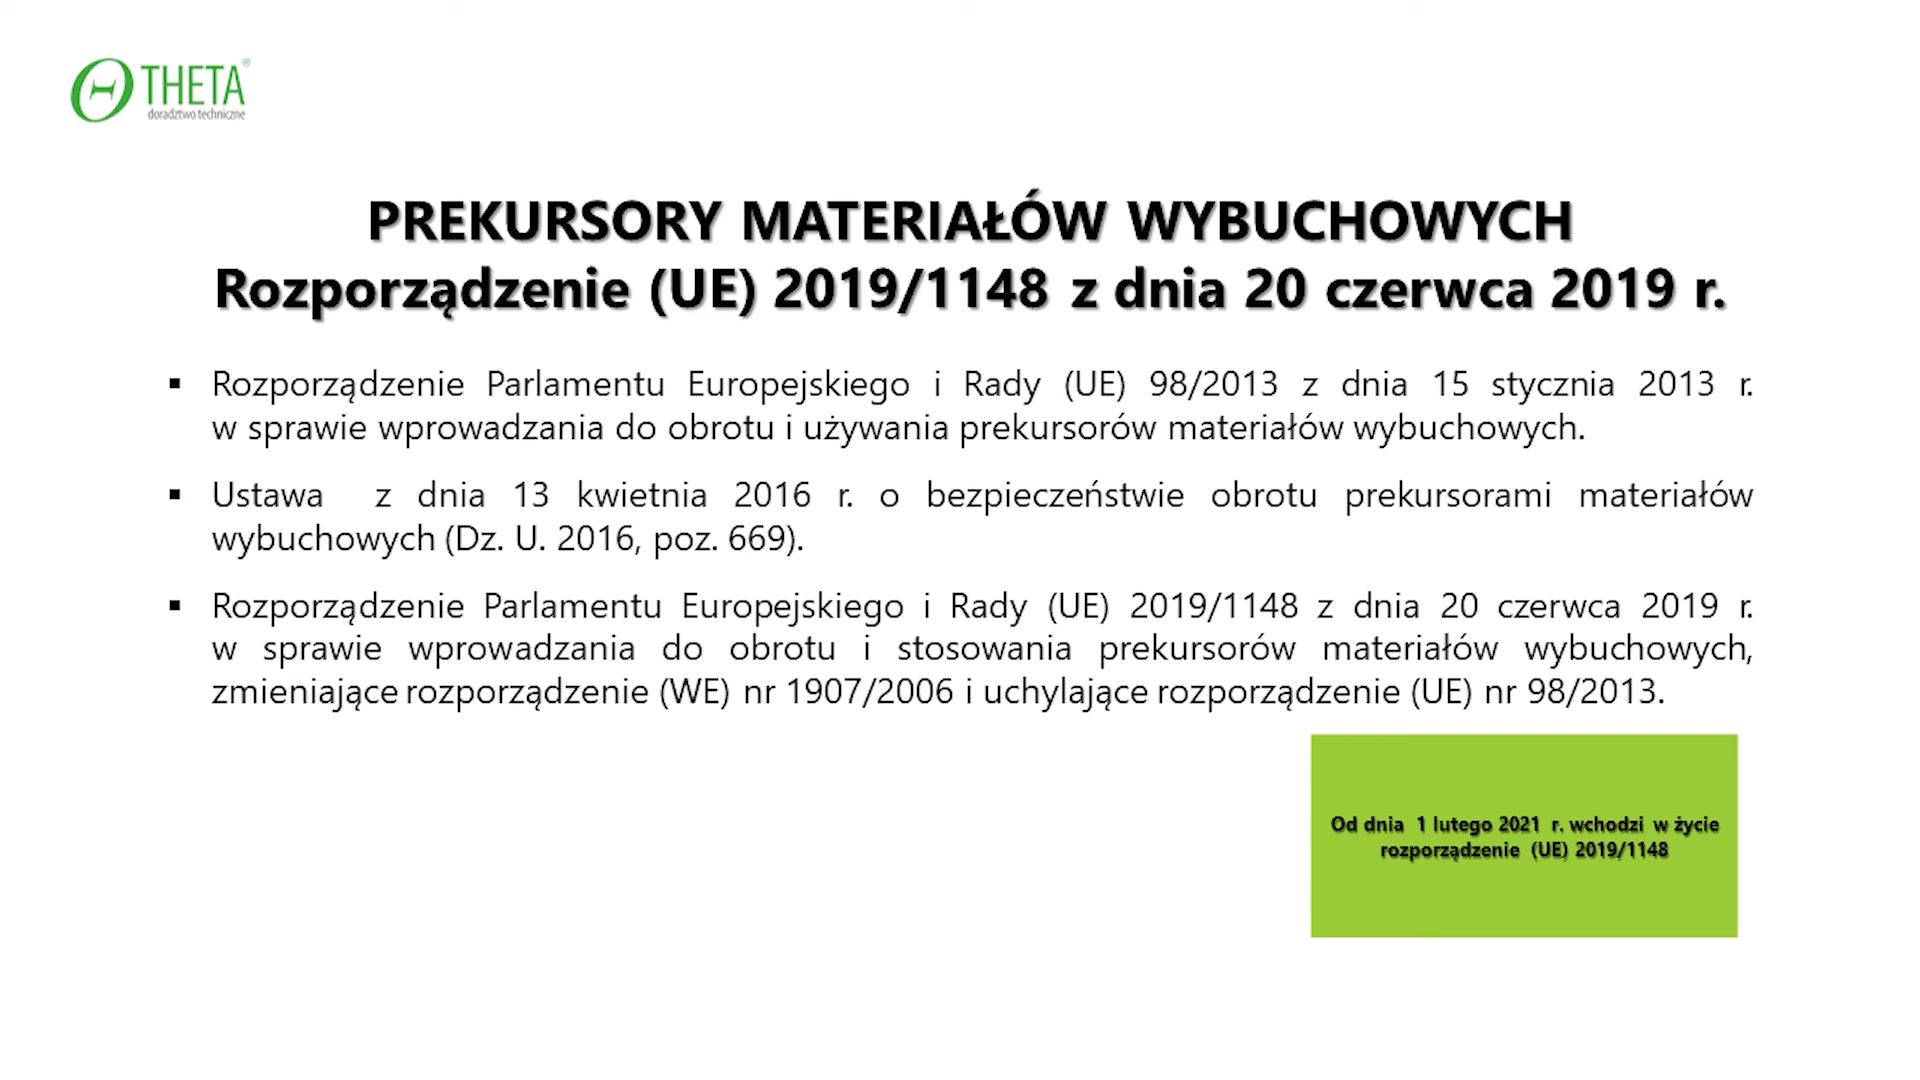 THETA®
doradztwo techniczne
PREKURSORY MATERIAŁÓW WYBUCHOWYCH
Rozporządzenie (UE) 2019/1148 z dnia 20 czerwca 2019 r.
▪ Rozporządzenie Parlamentu Europejskiego i Rady (UE) 98/2013 z dnia 15 stycznia 2013 r.
w sprawie wprowadzania do obrotu i używania prekursorów materiałów wybuchowych.
▪ Ustawa z dnia 13 kwietnia 2016 r. o bezpieczeństwie obrotu prekursorami materiałów
wybuchowych (Dz. U. 2016, poz. 669).
▪ Rozporządzenie Parlamentu Europejskiego i Rady (UE) 2019/1148 z dnia 20 czerwca 2019 r.
w sprawie wprowadzania do obrotu i stosowania prekursorów materiałów wybuchowych,
zmieniające rozporządzenie (WE) nr 1907/2006 i uchylające rozporządzenie (UE) nr 98/2013.
Od dnia 1 lutego 2021 r. wchodzi w życie
rozporządzenie (UE) 2019/1148